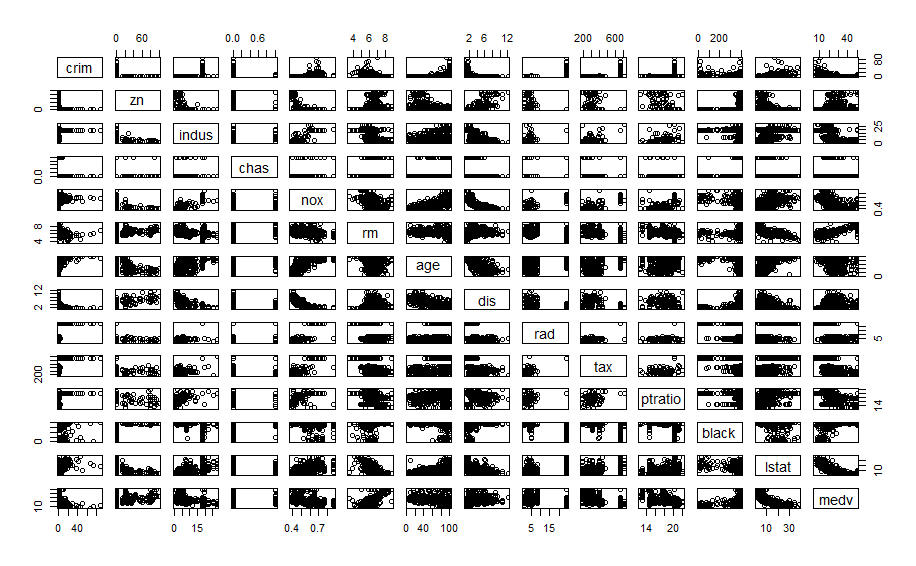 0 60 0.0 0.6 4 6 8 2 6 12 200 600 0 200 10 40
crim 0 80
0 zn
indus 0 25
0.0 chas
nox 0.4
4 8 rm
age 0
2 12 dis
rad 5
200 tax
ptratio 14
0 black
lstat 10
10 medv
0 40 0 15 0.4 0.7 0 40 100 5 15 14 20 10 30